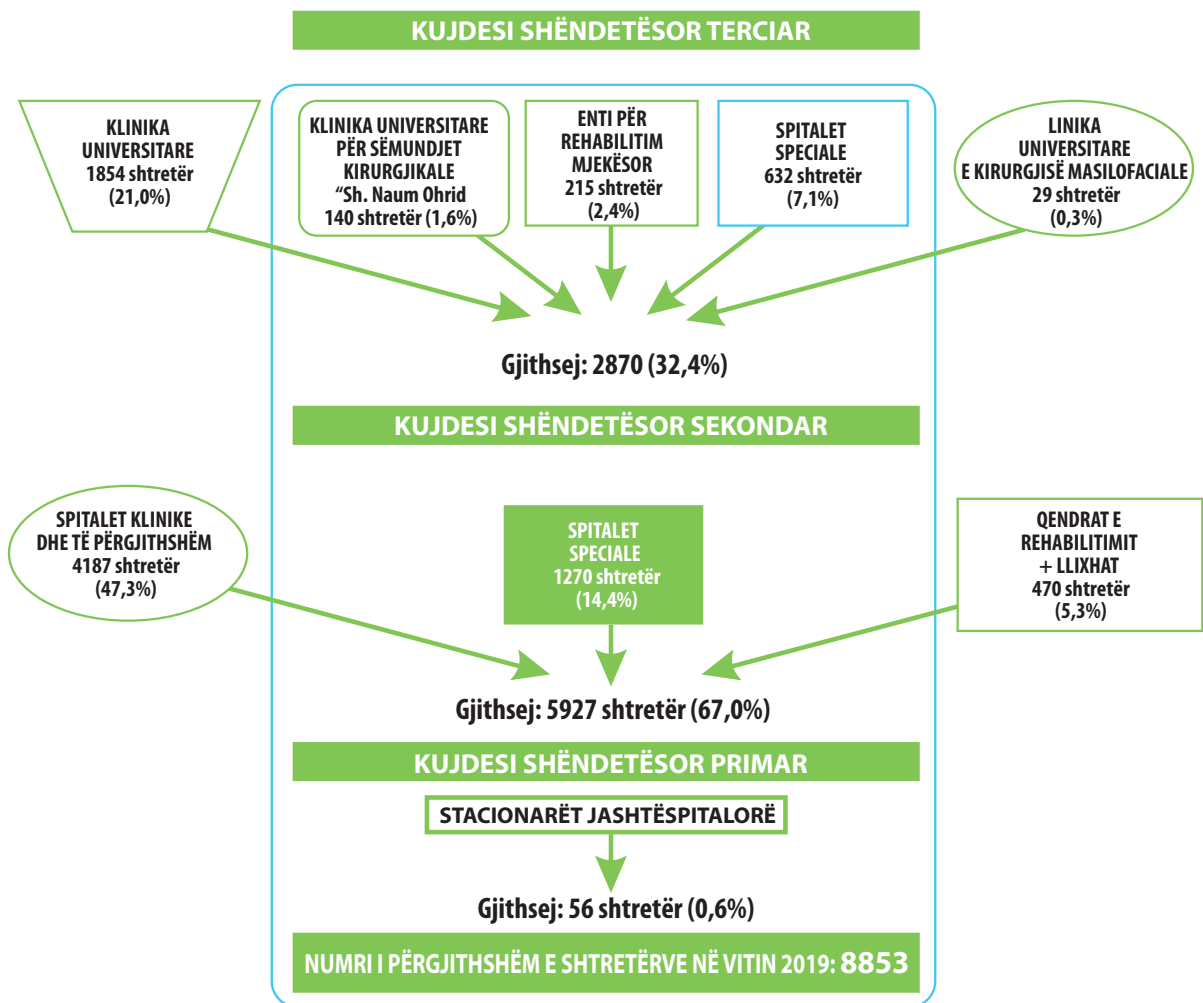 KUJDESI SHËNDETËSOR TERCIAR
KLINIKA
UNIVERSITARE
1854 shtretër
(21,0%)
KLINIKA UNIVERSITARE
PËR SËMUNDJET
KIRURGJIKALE
“Sh. Naum Ohrid
140 shtretër (1,6%)
ENTI PËR
REHABILITIM
MJEKËSOR
215 shtretër
(2,4%)
SPITALET
SPECIALE
632 shtretër
(7,1%)
LINIKA
UNIVERSITARE
E KIRURGJISË MASILOFACIALE
29 shtretër
(0,3%)
Gjithsej: 2870 (32,4%)
KUJDESI SHËNDETËSOR SEKONDAR
SPITALET KLINIKE
DHE TË PËRGJITHSHËM
4187 shtretër
(47,3%)
SPITALET
SPECIALE
1270 shtretër
(14,4%)
QENDRAT E
REHABILITIMIT
+ LLIXHAT
470 shtretër
(5,3%)
Gjithsej: 5927 shtretër (67,0%)
KUJDESI SHËNDETËSOR PRIMAR
STACIONARËT JASHTËSPITALORË
Gjithsej: 56 shtretër (0,6%)
NUMRI I PËRGJITHSHËM E SHTRETËRVE NË VITIN 2019: 8853